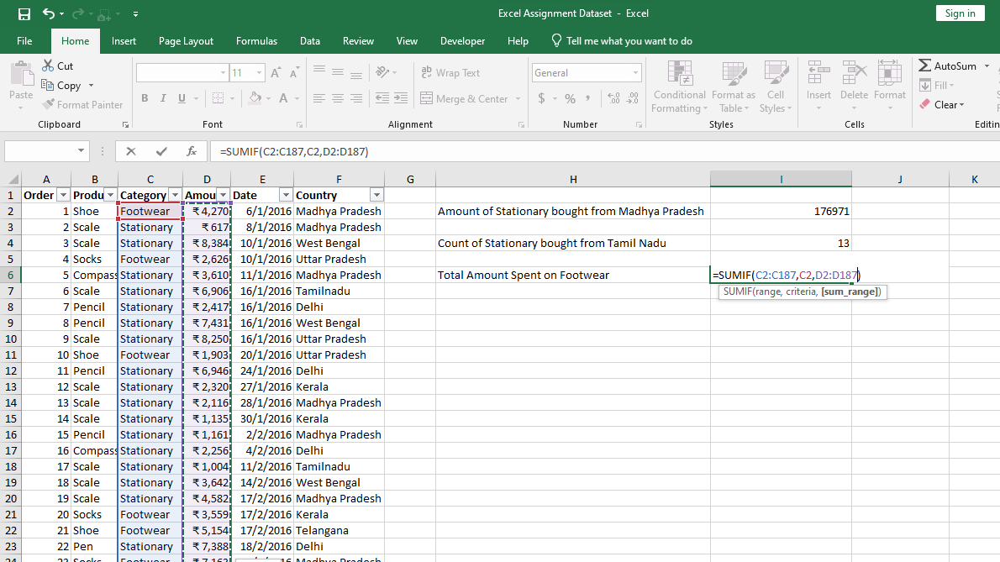 Excel Assignment Dataset - Excel
Sign in
File Home Insert Page Layout Formulas Data Review View Developer Help Tell me what you want to do
Cut
AutoSum
ab Wrap Text
11 A A
General
Copy
Fill
Paste
Conditional Format as Cell
Insert Delete Format
B I U A
Merge & Center
$ % , .00 .0
Format Painter
Formatting Table Styles
Clear
Clipboard Font Alignment Number Styles Cells Editin
fx =SUMIF(C2:C187,C2,D2:D187)
A B C D E F G H I J K
1 Order Produ Category Amou Date Country
2 1 Shoe Footwear ₹ 4,270 6/1/2016 Madhya Pradesh Amount of Stationary bought from Madhya Pradesh 176971
3 2 Scale Stationary ₹ 617 8/1/2016 Madhya Pradesh
4 3 Scale Stationary ₹ 8,384 10/1/2016 West Bengal Count of Stationary bought from Tamil Nadu 13
5 4 Socks Footwear ₹ 2,626 10/1/2016 Uttar Pradesh
6 5 Compass Stationary ₹ 3,610 11/1/2016 Madhya Pradesh Total Amount Spent on Footwear =SUMIF(C2:C187,C2,D2:D187)
SUMIF(range, criteria, [sum_range])
7 6 Scale Stationary ₹ 6,906 16/1/2016 Tamilnadu
8 7 Pencil Stationary ₹ 2,417 16/1/2016 Delhi
9 8 Pencil Stationary ₹ 7,431 16/1/2016 West Bengal
10 9 Scale Stationary ₹ 8,250 16/1/2016 Uttar Pradesh
11 10 Shoe Footwear ₹ 1,903 20/1/2016 Uttar Pradesh
12 11 Pencil Stationary ₹ 6,946 24/1/2016 Delhi
13 12 Scale Stationary ₹ 2,320 27/1/2016 Kerala
14 13 Scale Stationary ₹ 2,116 28/1/2016 Madhya Pradesh
15 14 Scale Stationary ₹ 1,135 30/1/2016 Kerala
16 15 Pencil Stationary ₹ 1,161 2/2/2016 Madhya Pradesh
17 16 Compass Stationary ₹ 2,256 4/2/2016 Delhi
18 17 Scale Stationary ₹ 1,004 11/2/2016 Tamilnadu
19 18 Scale Stationary ₹ 3,642 14/2/2016 West Bengal
20 19 Scale Stationary ₹ 4,582 17/2/2016 Madhya Pradesh
21 20 Socks Footwear ₹ 3,559 17/2/2016 Kerala
22 21 Shoe Footwear ₹ 5,154 17/2/2016 Telangana
23 22 Pen Stationary ₹ 7,388 18/2/2016 Delhi
24 23 Socks Footwear ₹ 7,163 Madhya Pradesh